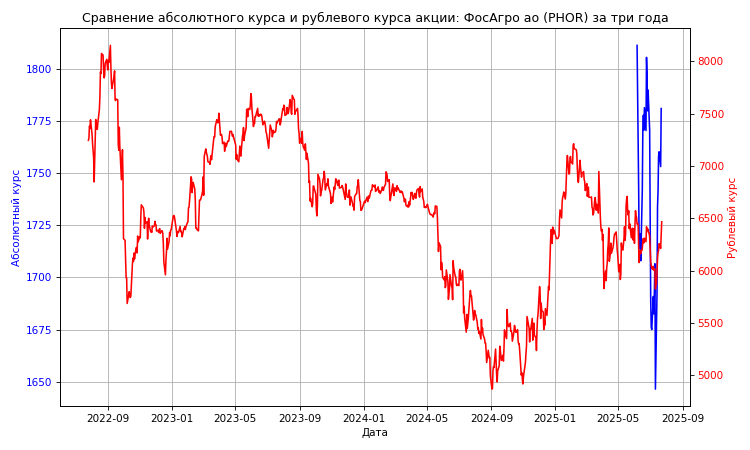 Сравнение абсолютного курса и рублевого курса акции: ФосАгро ао (PHOR) за три года
1800
1775
1750
1725
1700
1675
1650
Абсолютный курс
8000
7500
7000
6500
6000
5500
5000
Рублевый курс
2022-09 2023-01 2023-05 2023-09 2024-01 2024-05 2024-09 2025-01 2025-05 2025-09
Дата